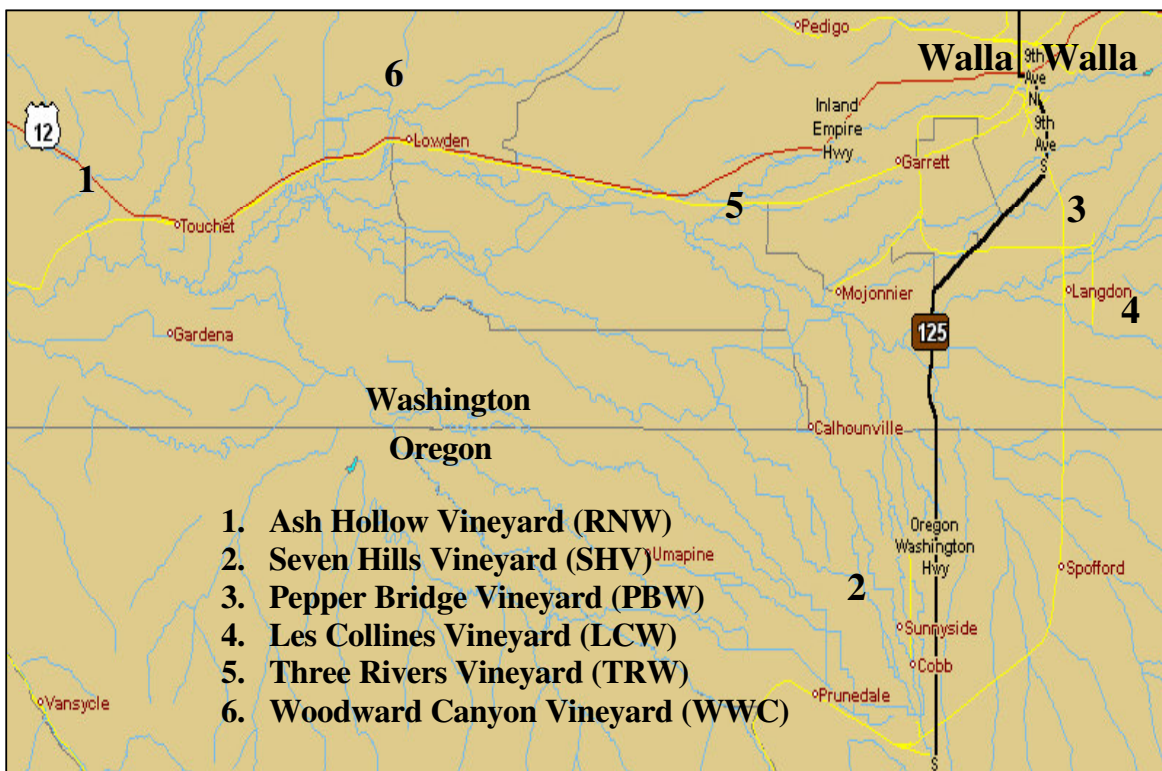 Pedigo
Walla Walla
9th
Ave
N
6
Inland
Empire
Hwy
12
9th
Ave
S
Lowden
Garrett
1
5
3
Touchet
Mojonnier
Langdon
4
Gardena
125
Washington
Oregon
Calhounville
1. Ash Hollow Vineyard (RNW)
2. Seven Hills Vineyard (SHV)
3. Pepper Bridge Vineyard (PBW)
4. Les Collines Vineyard (LCW)
5. Three Rivers Vineyard (TRW)
6. Woodward Canyon Vineyard (WWC)
Oregon
Washington
Hwy
Umapine
Spofford
2
Sunnyside
Cobb
Prunedale
Vansycle
S